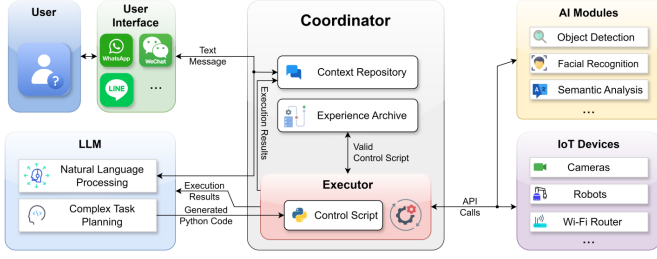 User
?
User
Interface
WhatsApp
WeChat
LINE
...
Text
Message
Coordinator
Context Repository
Experience Archive
Execution Results
Valid
Control Script
Executor
Control Script
LLM
Natural Language
Processing
Complex Task
Planning
Execution
Results
Generated
Python Code
API
Calls
AI Modules
Object Detection
Facial Recognition
Semantic Analysis
...
IoT Devices
Cameras
Robots
Wi-Fi Router
...